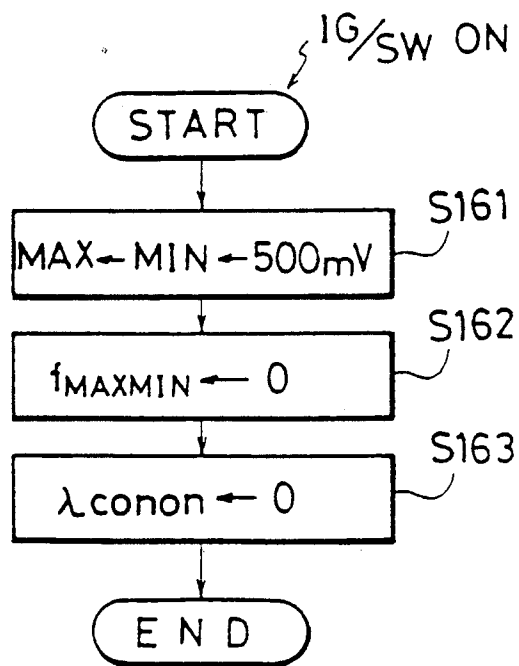 IG/SW ON
START
S161
MAX←MIN←500mV
S162
fMAXMIN ← 0
S163
λconon ← 0
END